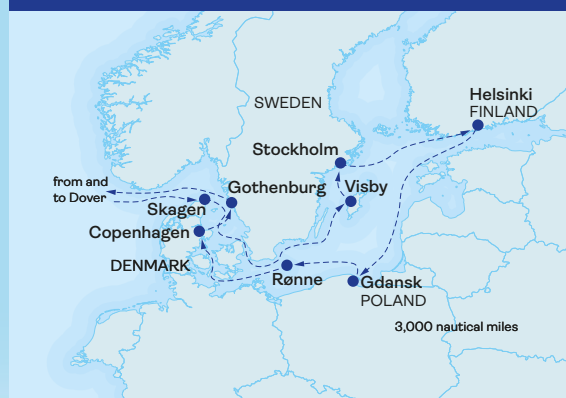 Helsinki
FINLAND
SWEDEN
Stockholm
from and
to Dover
Gothenburg
Visby
Skagen
Copenhagen
DENMARK
Rønne
Gdansk
POLAND
3,000 nautical miles